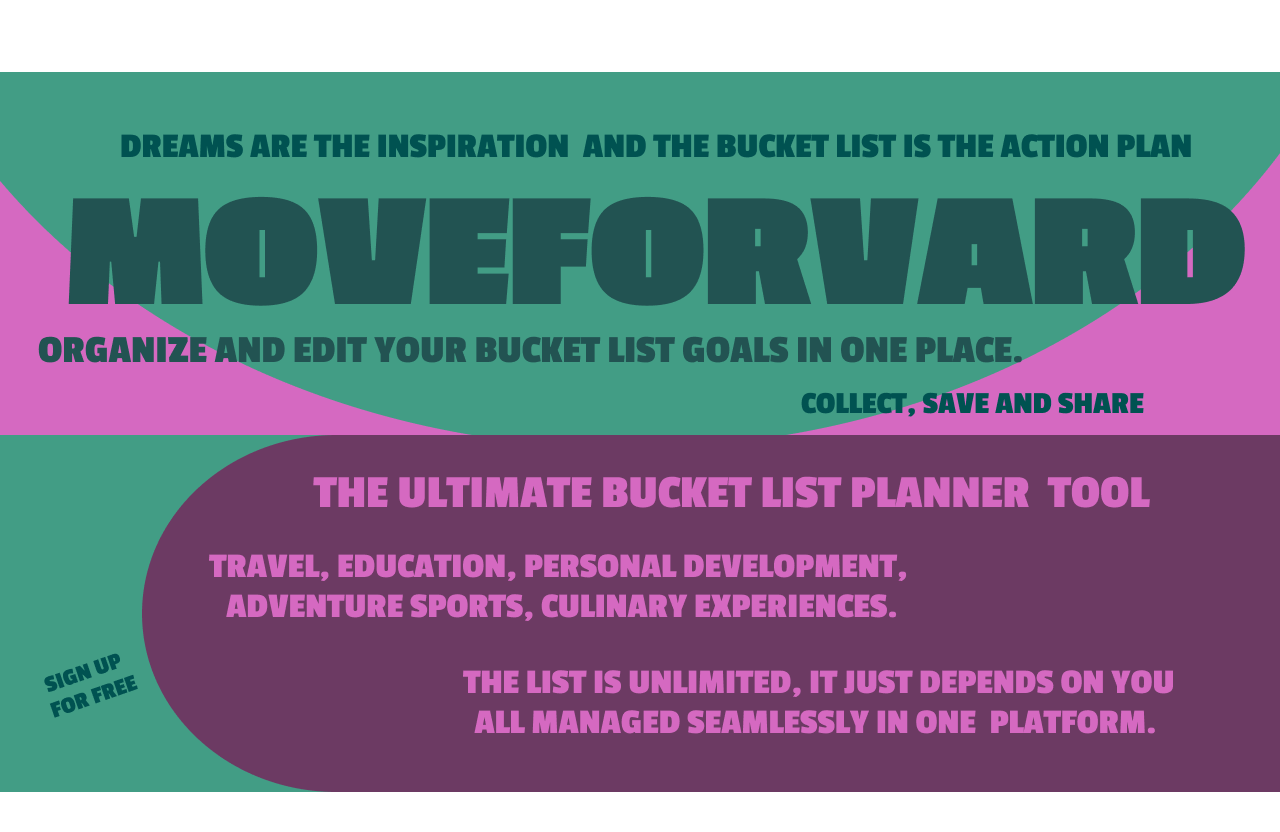 DREAMS ARE THE INSPIRATION AND THE BUCKET LIST IS THE ACTION PLAN
MOVEFORVARD
ORGANIZE AND EDIT YOUR BUCKET LIST GOALS IN ONE PLACE.
COLLECT, SAVE AND SHARE
THE ULTIMATE BUCKET LIST PLANNER TOOL
TRAVEL, EDUCATION, PERSONAL DEVELOPMENT,
ADVENTURE SPORTS, CULINARY EXPERIENCES.
SIGN UP
FOR FREE
THE LIST IS UNLIMITED, IT JUST DEPENDS ON YOU
ALL MANAGED SEAMLESSLY IN ONE PLATFORM.